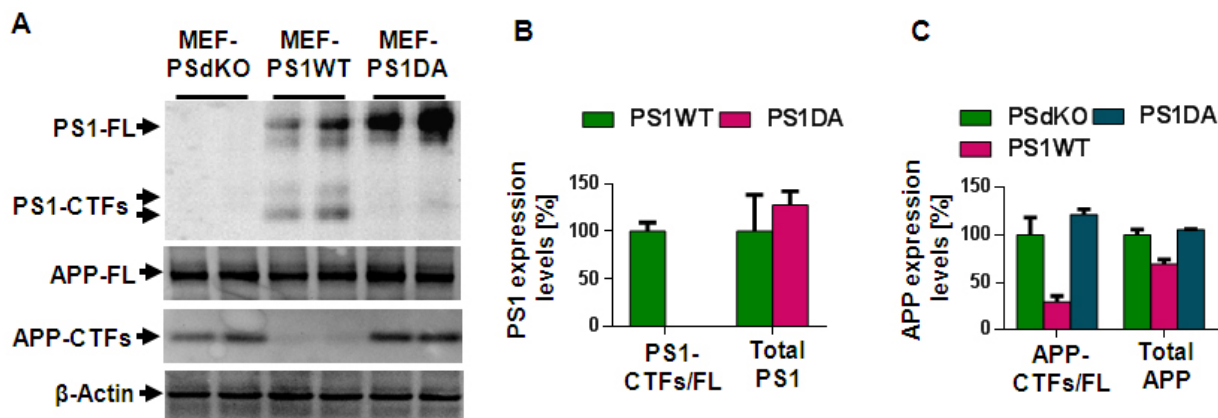 A
MEF-
PSdKO
MEF-
PS1WT
MEF-
PS1DA
PS1-FL
PS1-CTFs
APP-FL
APP-CTFs
β-Actin
B
PS1WT PS1DA
PS1 expression
levels [%]
150
100
50
0
PS1-
CTFs/FL
Total
PS1
C
PSdKO PS1DA
PS1WT
APP expression
levels [%]
150
100
50
0
APP-
CTFs/FL
Total
APP